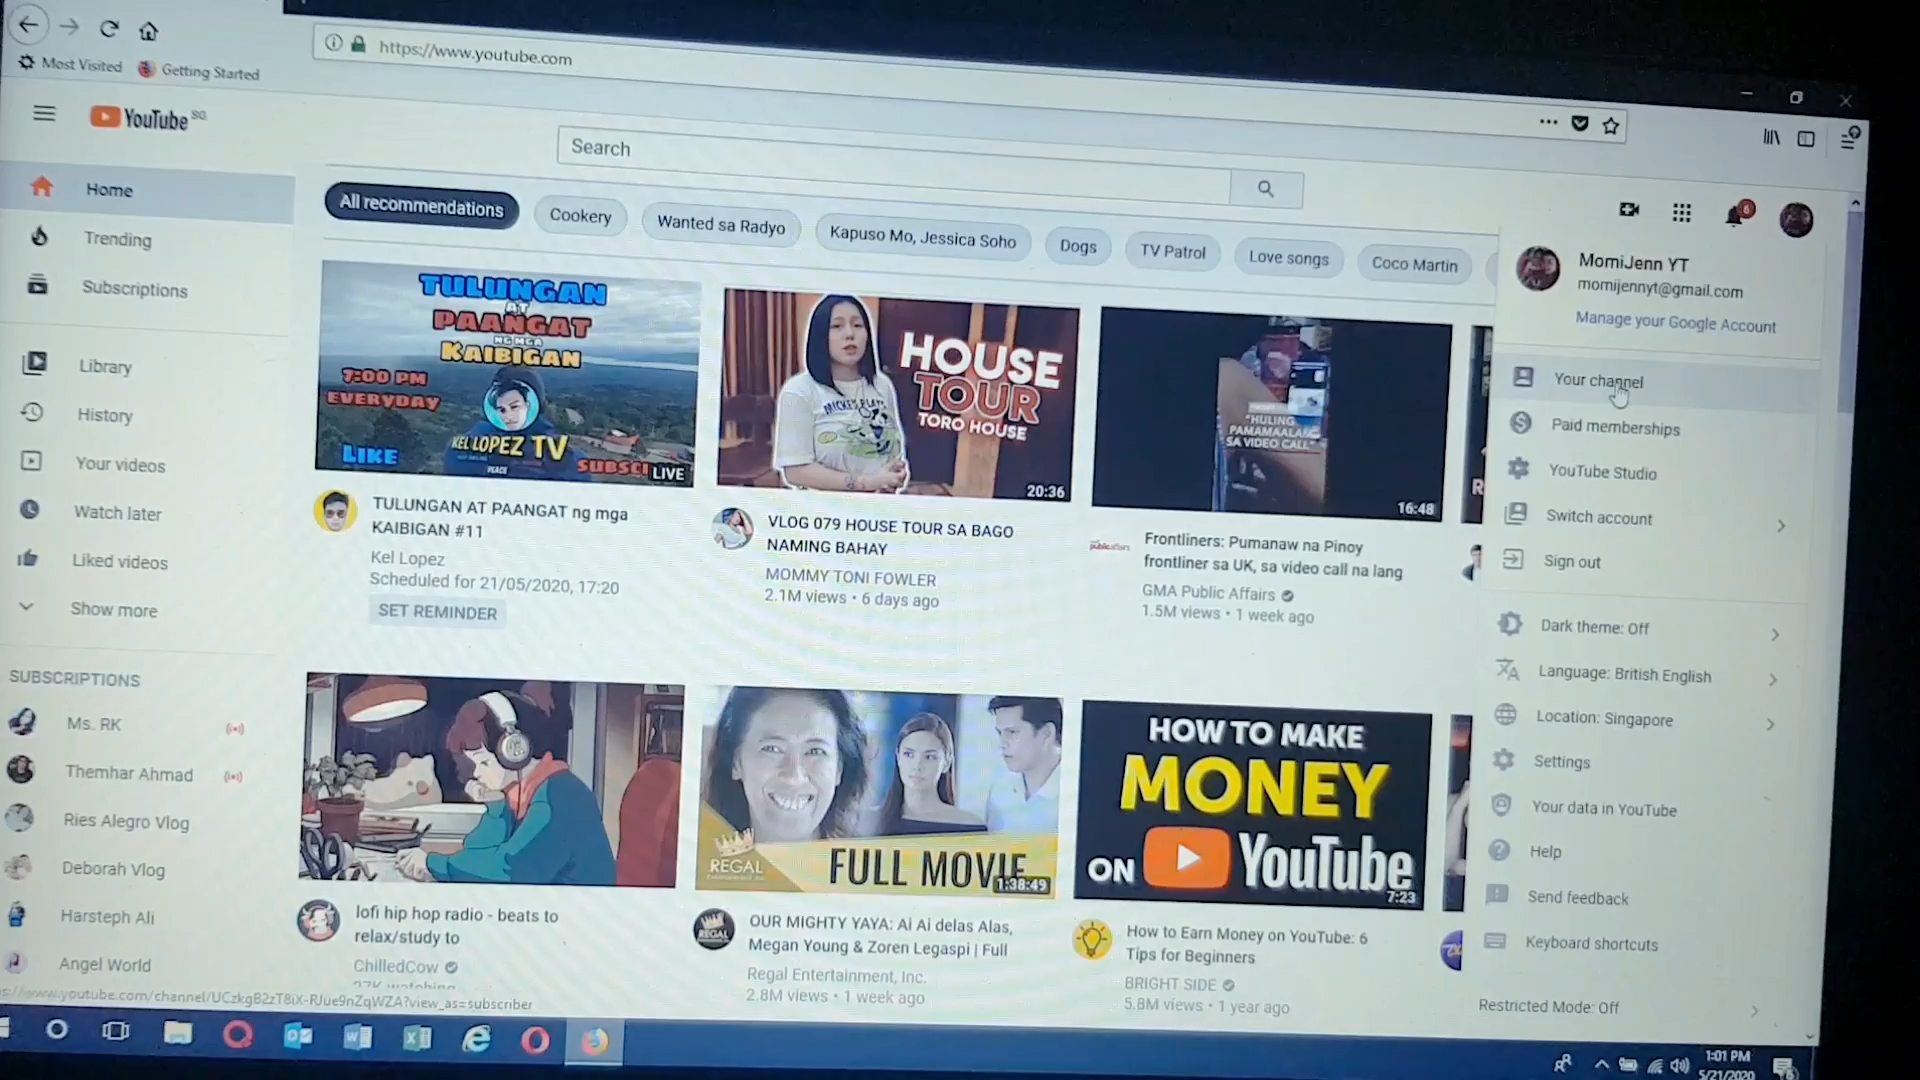 https://www.youtube.com
Most Visited
Getting Started
YouTube SG
Search
Home
Trending
Subscriptions
Library
History
Your videos
Watch later
Liked videos
Show more
SUBSCRIPTIONS
Ms. RK
Themhar Ahmad
Ries Alegro Vlog
Deborah Vlog
Harsteph Ali
Angel World
All recommendations
Cookery
Wanted sa Radyo
Kapuso Mo, Jessica Soho
Dogs
TV Patrol
Love songs
Coco Martin
TULUNGAN
AT
PAANGAT
NG MGA
KAIBIGAN
7:00 PM
EVERYDAY
KEL LOPEZ TV
PEACE
LIKE
SUBSCI
LIVE
TULUNGAN AT PAANGAT ng mga
KAIBIGAN #11
Kel Lopez
Scheduled for 21/05/2020, 17:20
SET REMINDER
HOUSE
TOUR
TORO HOUSE
20:36
VLOG 079 HOUSE TOUR SA BAGO
NAMING BAHAY
MOMMY TONI FOWLER
2.1M views • 6 days ago
"HULING
PAMAMAALAM
SA VIDEO CALL"
16:48
Frontliners: Pumanaw na Pinoy
frontliner sa UK, sa video call na lang
GMA Public Affairs
1.5M views • 1 week ago
lofi hip hop radio - beats to
relax/study to
ChilledCow
27K watching
REGAL
FULL MOVIE
1:38:49
OUR MIGHTY YAYA: Ai Ai delas Alas,
Megan Young & Zoren Legaspi | Full
Regal Entertainment, Inc.
2.8M views • 1 week ago
HOW TO MAKE
MONEY
ON YouTube
7:23
How to Earn Money on YouTube: 6
Tips for Beginners
BRIGHT SIDE
5.8M views • 1 year ago
6
MomiJenn YT
momijennyt@gmail.com
Manage your Google Account
Your channel
Paid memberships
YouTube Studio
Switch account
Sign out
Dark theme: Off
Language: British English
Location: Singapore
Settings
Your data in YouTube
Help
Send feedback
Keyboard shortcuts
Restricted Mode: Off
s://www.youtube.com/channel/UCzkgB2zT8iX-RJue9nZqWZA?view_as=subscriber
1:01 PM
5/21/2020